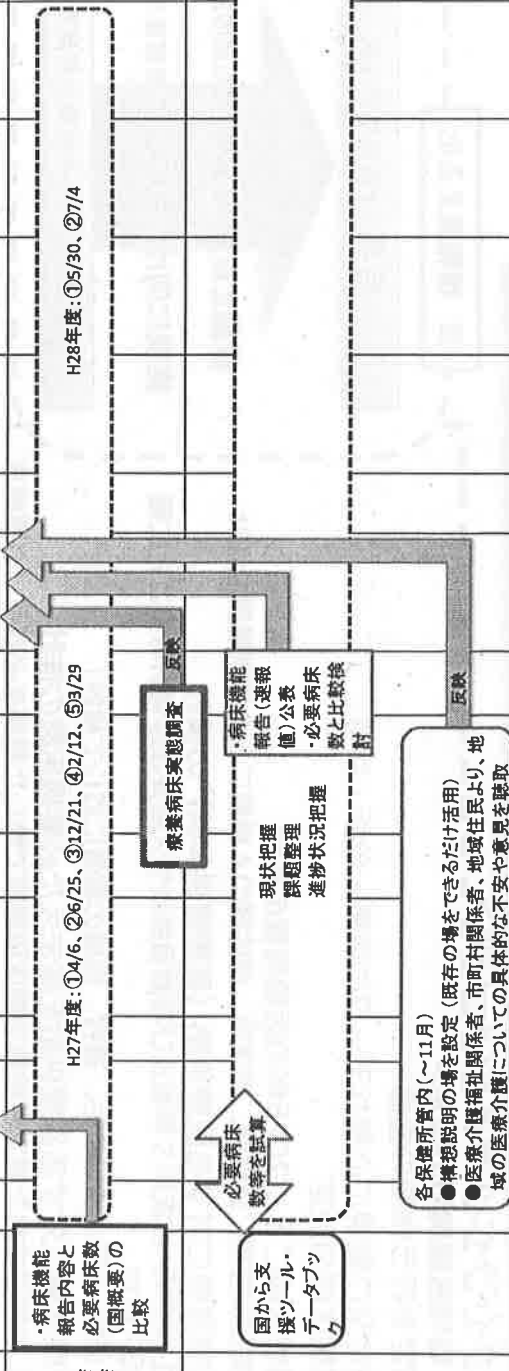 ・病床機能
報告内容と
必要病床数
(国概要)の
比較
H27年度：①4/6、②6/25、③12/21、④2/12、⑤3/29
H28年度：①5/30、②7/4
療養病床実態調査
反映
国から支
援ツール・
データブッ
ク
必要病床
数等を試算
現状把握
課題整理
進捗状況把握
・病床機能
報告(速報
値)公表
・必要病床
数と比較検
討
各保健所管内(～11月)
●構想説明の場を設定（既存の場をできるだけ活用)
●医療介護福祉関係者、市町村関係者、地域住民より、地
域の医療介護についての具体的な不安や意見を聴取
反映